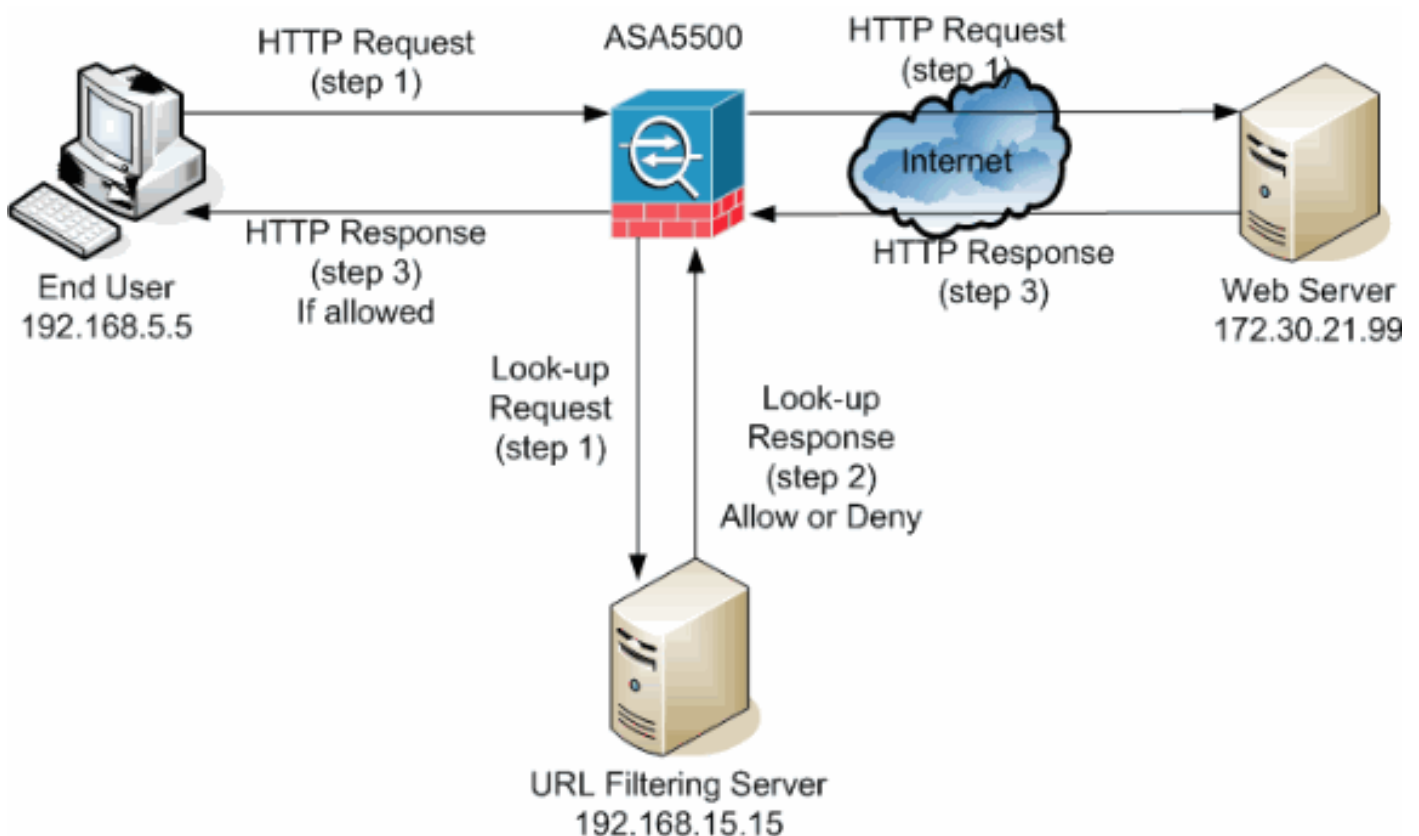 HTTP Request
(step 1)
ASA5500
HTTP Request
(step 1)
Internet
HTTP Response
(step 3)
If allowed
HTTP Response
(step 3)
End User
192.168.5.5
Web Server
172.30.21.99
Look-up
Request
(step 1)
Look-up
Response
(step 2)
Allow or Deny
URL Filtering Server
192.168.15.15